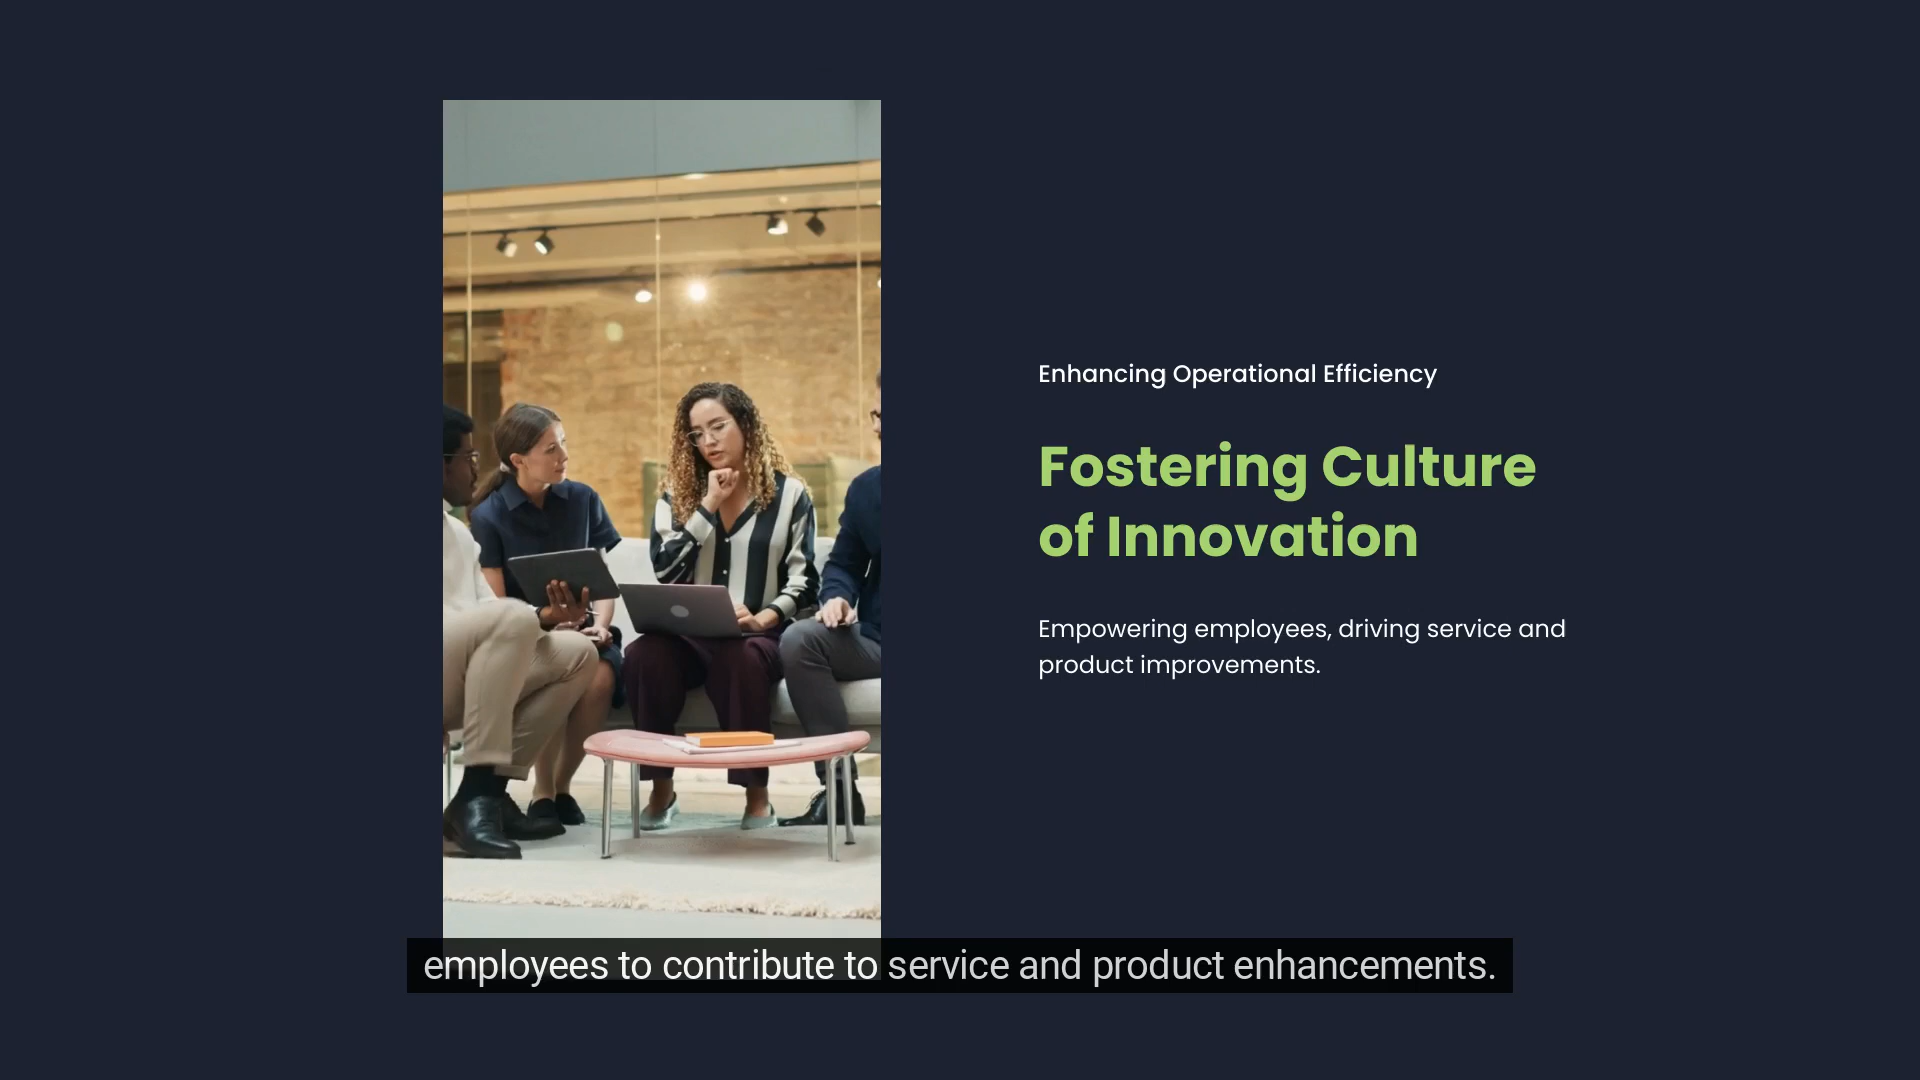 Enhancing Operational Efficiency
Fostering Culture
of Innovation
Empowering employees, driving service and
product improvements.
employees to contribute to service and product enhancements.